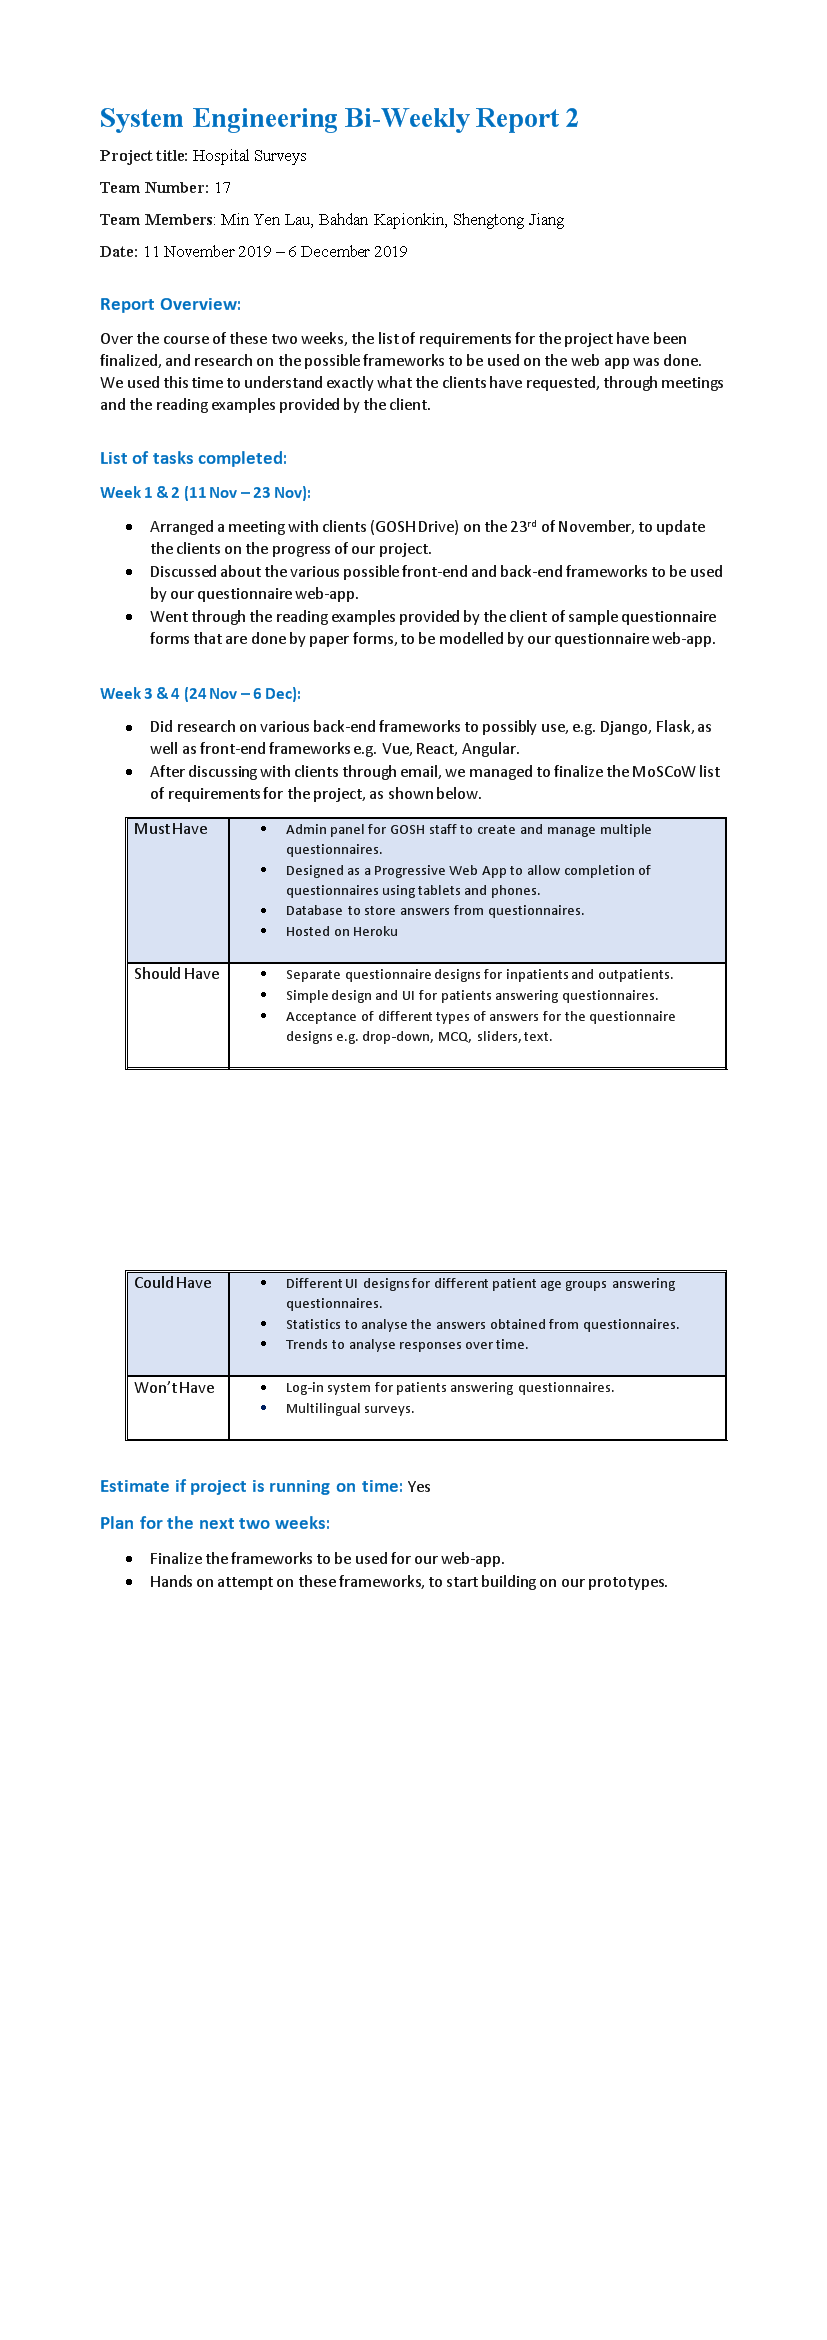 System Engineering Bi-Weekly Report 2
Project title: Hospital Surveys
Team Number: 17
Team Members: Min Yen Lau, Bahdan Kapionkin, Shengtong Jiang
Date: 11 November 2019 – 6 December 2019
Report Overview:
Over the course of these two weeks, the list of requirements for the project have been
finalized, and research on the possible frameworks to be used on the web app was done.
We used this time to understand exactly what the clients have requested, through meetings
and the reading examples provided by the client.
List of tasks completed:
Week 1 & 2 (11 Nov – 23 Nov):
• Arranged a meeting with clients (GOSH Drive) on the 23rd of November, to update
the clients on the progress of our project.
• Discussed about the various possible front-end and back-end frameworks to be used
by our questionnaire web-app.
• Went through the reading examples provided by the client of sample questionnaire
forms that are done by paper forms, to be modelled by our questionnaire web-app.
Week 3 & 4 (24 Nov – 6 Dec):
• Did research on various back-end frameworks to possibly use, e.g. Django, Flask, as
well as front-end frameworks e.g. Vue, React, Angular.
• After discussing with clients through email, we managed to finalize the MoSCoW list
of requirements for the project, as shown below.
Must Have
• Admin panel for GOSH staff to create and manage multiple
questionnaires.
• Designed as a Progressive Web App to allow completion of
questionnaires using tablets and phones.
• Database to store answers from questionnaires.
• Hosted on Heroku
Should Have
• Separate questionnaire designs for inpatients and outpatients.
• Simple design and UI for patients answering questionnaires.
• Acceptance of different types of answers for the questionnaire
designs e.g. drop-down, MCQ, sliders, text.
Could Have
• Different UI designs for different patient age groups answering
questionnaires.
• Statistics to analyse the answers obtained from questionnaires.
• Trends to analyse responses over time.
Won't Have
• Log-in system for patients answering questionnaires.
• Multilingual surveys.
Estimate if project is running on time: Yes
Plan for the next two weeks:
• Finalize the frameworks to be used for our web-app.
• Hands on attempt on these frameworks, to start building on our prototypes.